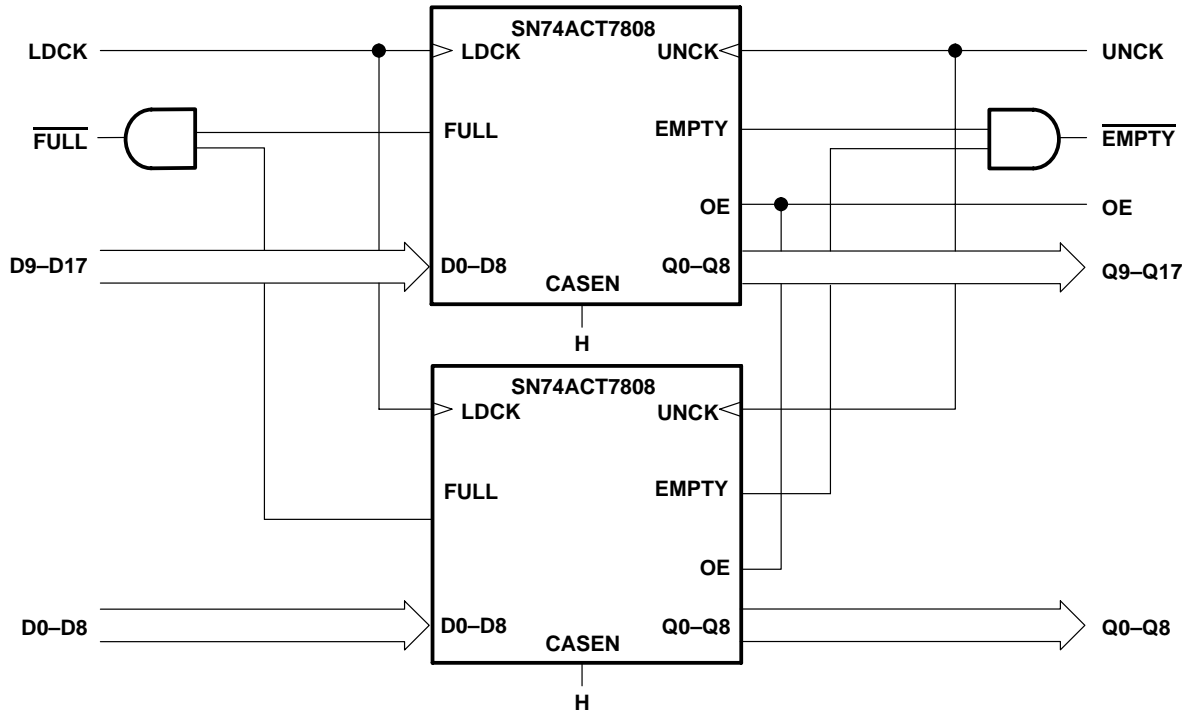 SN74ACT7808
LDCK
LDCK
UNCK
UNCK
FULL
FULL
EMPTY
EMPTY
OE
OE
D9–D17
D0–D8
Q0–Q8
Q9–Q17
CASEN
H
SN74ACT7808
LDCK
UNCK
FULL
EMPTY
OE
D0–D8
D0–D8
Q0–Q8
Q0–Q8
CASEN
H